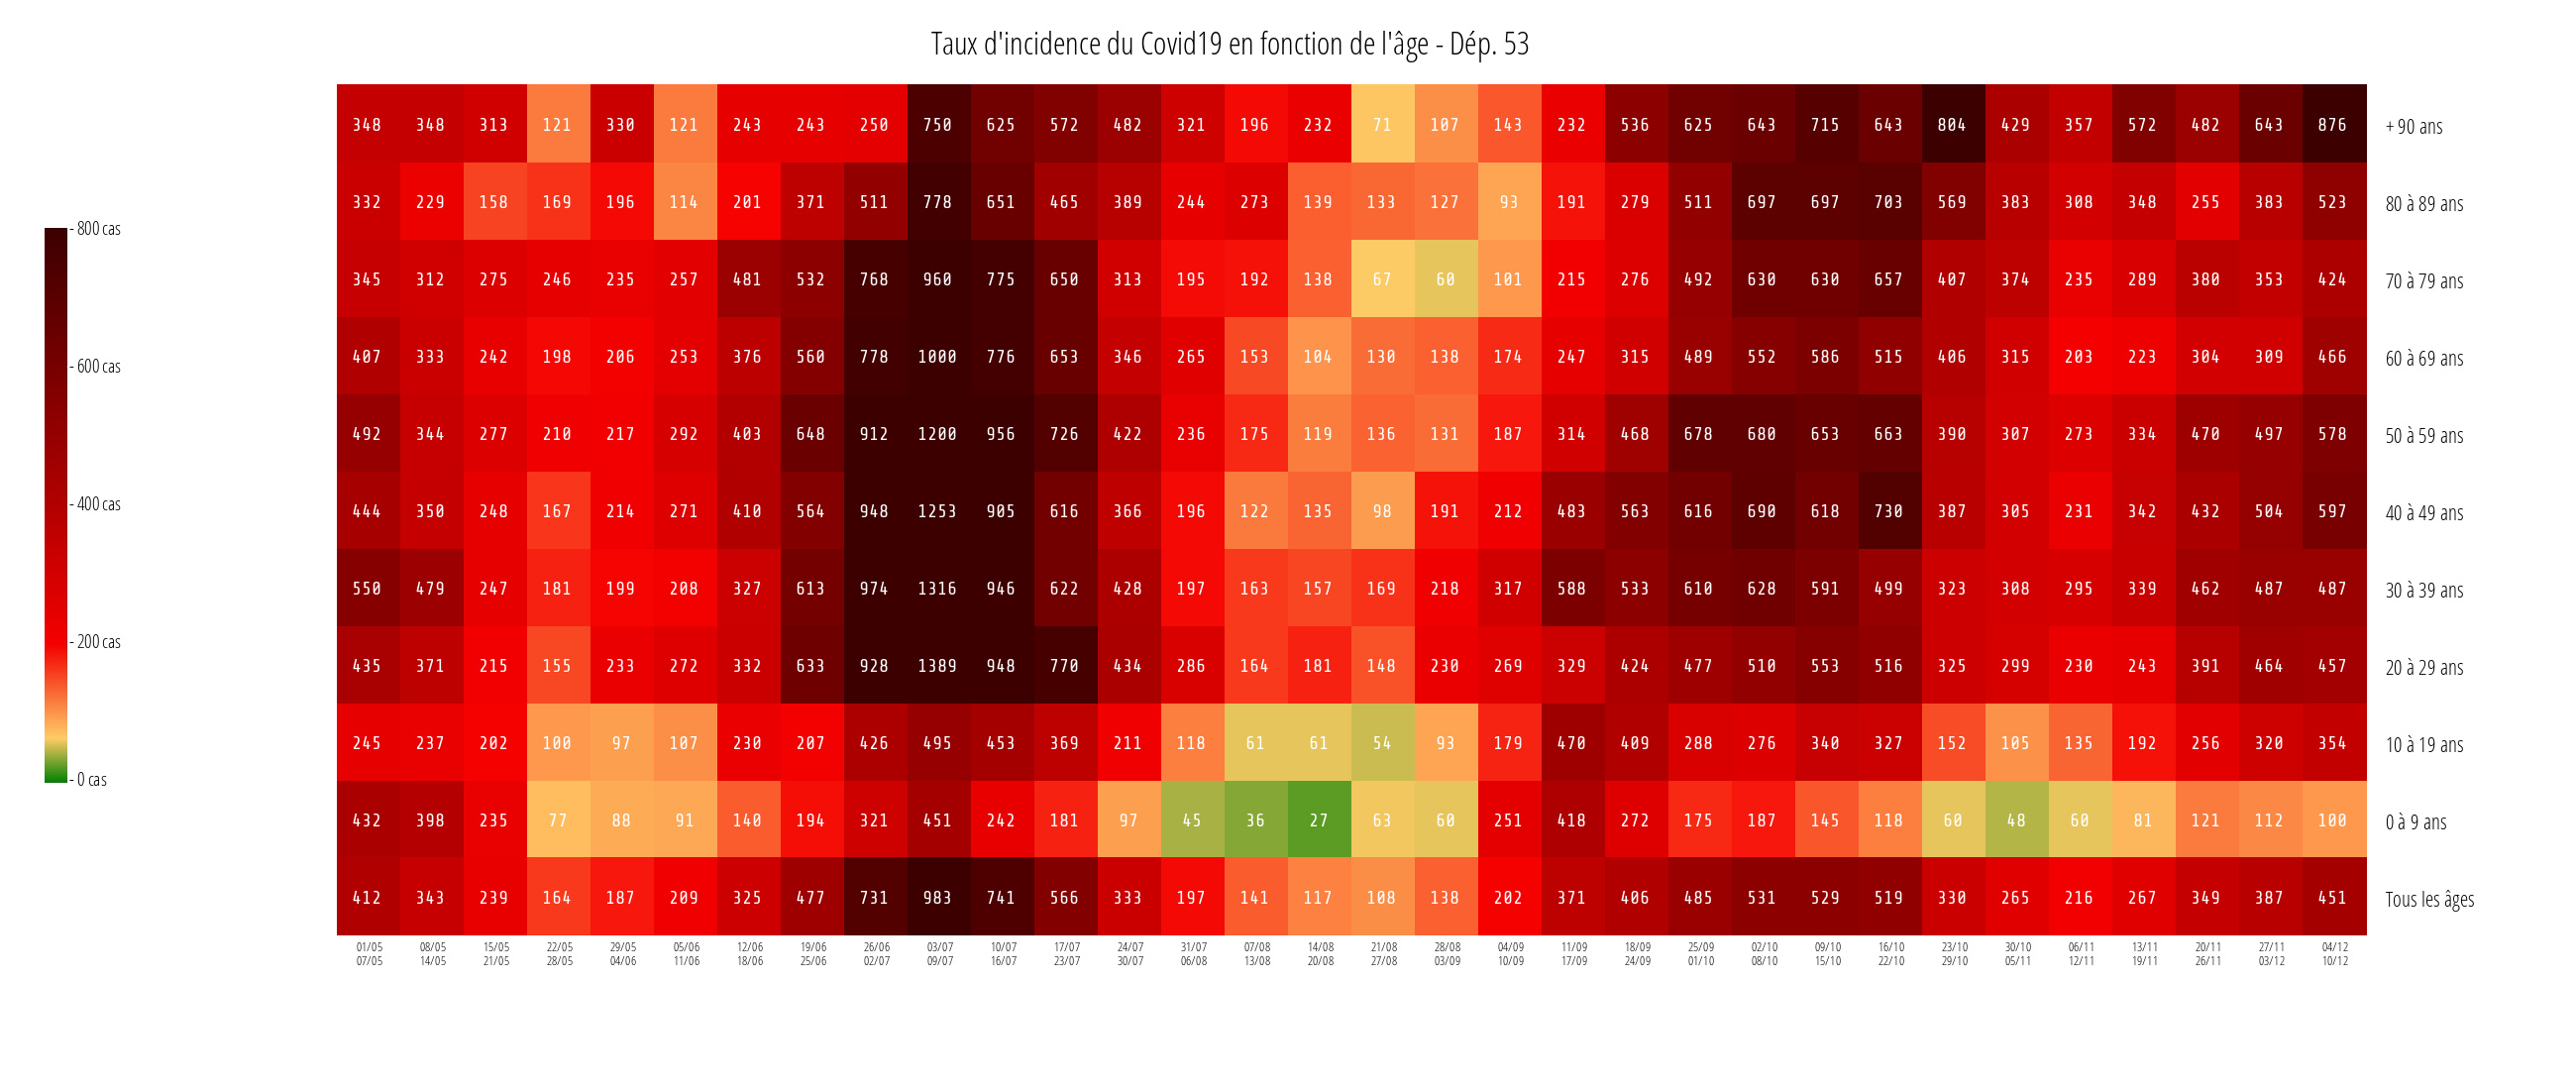 Taux d'incidence du Covid19 en fonction de l'âge - Dép. 53
348 348 313 121 330 121 243 243 250 750 625 572 482 321 196 232 71 107 143 232 536 625 643 715 643 804 429 357 572 482 643 876 + 90 ans
332 229 158 169 196 114 201 371 511 778 651 465 389 244 273 139 133 127 93 191 279 511 697 697 703 569 383 308 348 255 383 523 80 à 89 ans
345 312 275 246 235 257 481 532 768 960 775 650 313 195 192 138 67 60 101 215 276 492 630 630 657 407 374 235 289 380 353 424 70 à 79 ans
407 333 242 198 206 253 376 560 778 1000 776 653 346 265 153 104 130 138 174 247 315 489 552 586 515 406 315 203 223 304 309 466 60 à 69 ans
492 344 277 210 217 292 403 648 912 1200 956 726 422 236 175 119 136 131 187 314 468 678 680 653 663 390 307 273 334 470 497 578 50 à 59 ans
444 350 248 167 214 271 410 564 948 1253 905 616 366 196 122 135 98 191 212 483 563 616 690 618 730 387 305 231 342 432 504 597 40 à 49 ans
550 479 247 181 199 208 327 613 974 1316 946 622 428 197 163 157 169 218 317 588 533 610 628 591 499 323 308 295 339 462 487 487 30 à 39 ans
435 371 215 155 233 272 332 633 928 1389 948 770 434 286 164 181 148 230 269 329 424 477 510 553 516 325 299 230 243 391 464 457 20 à 29 ans
245 237 202 100 97 107 230 207 426 495 453 369 211 118 61 61 54 93 179 470 409 288 276 340 327 152 105 135 192 256 320 354 10 à 19 ans
432 398 235 77 88 91 140 194 321 451 242 181 97 45 36 27 63 60 251 418 272 175 187 145 118 60 48 60 81 121 112 100 0 à 9 ans
412 343 239 164 187 209 325 477 731 983 741 566 333 197 141 117 108 138 202 371 406 485 531 529 519 330 265 216 267 349 387 451 Tous les âges
01/05 08/05 15/05 22/05 29/05 05/06 12/06 19/06 26/06 03/07 10/07 17/07 24/07 31/07 07/08 14/08 21/08 28/08 04/09 11/09 18/09 25/09 02/10 09/10 16/10 23/10 30/10 06/11 13/11 20/11 27/11 04/12
07/05 14/05 21/05 28/05 04/06 11/06 18/06 25/06 02/07 09/07 16/07 23/07 30/07 06/08 13/08 20/08 27/08 03/09 10/09 17/09 24/09 01/10 08/10 15/10 22/10 29/10 05/11 12/11 19/11 26/11 03/12 10/12
- 800 cas
- 600 cas
- 400 cas
- 200 cas
- 0 cas